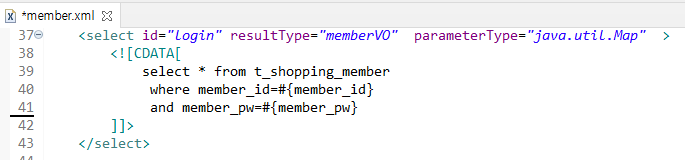 *member.xml
37 <select id="login" resultType="memberVO"  parameterType="java.util.Map"  >
38 <![CDATA[
39 select * from t_shopping_member
40 where member_id=#{member_id}
41 and member_pw=#{member_pw}
42 ]]>
43 </select>